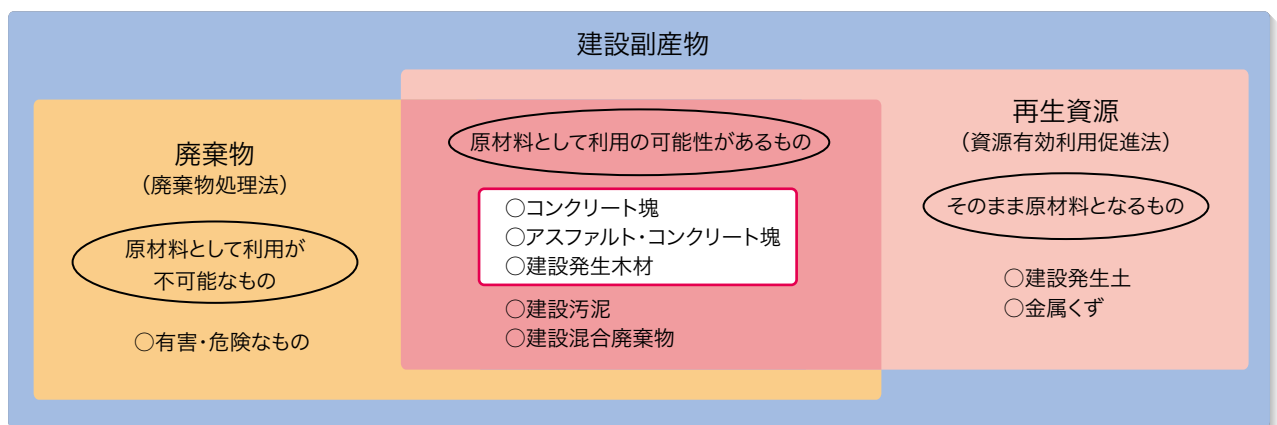 建設副産物
廃棄物
（廃棄物処理法）
原材料として利用が
不可能なもの
○有害・危険なもの
原材料として利用の可能性があるもの
○コンクリート塊
○アスファルト・コンクリート塊
○建設発生木材
○建設汚泥
○建設混合廃棄物
再生資源
（資源有効利用促進法）
そのまま原材料となるもの
○建設発生土
○金属くず